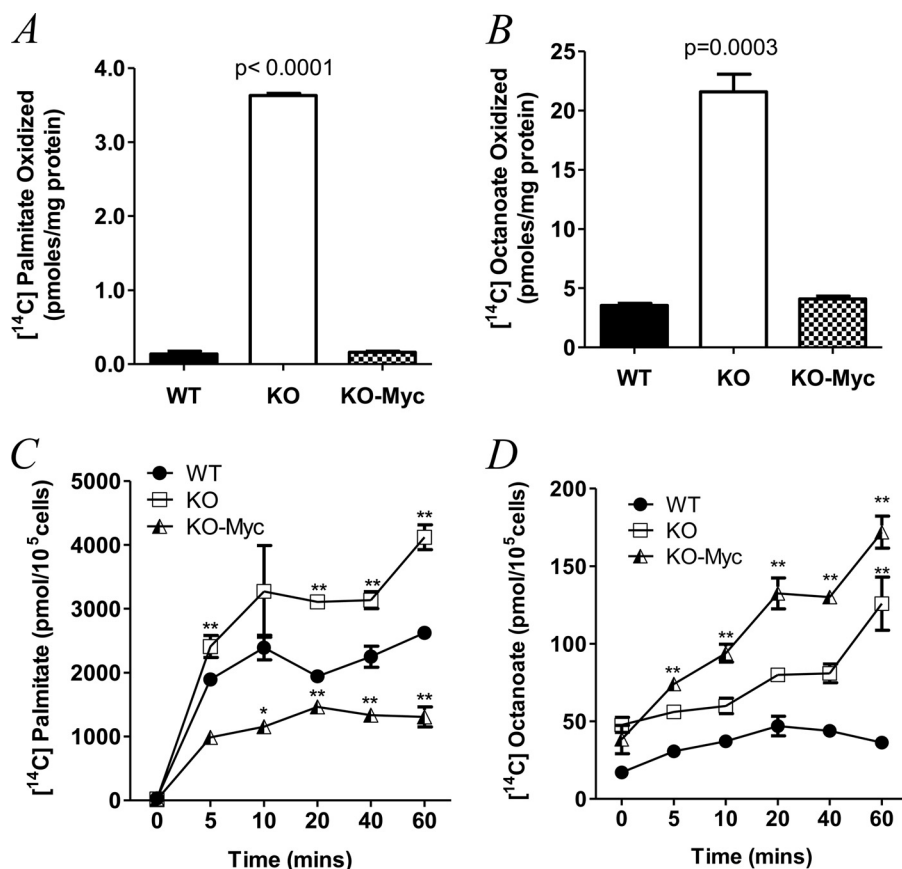 A
[¹⁴C] Palmitate Oxidized
(pmoles/mg protein)
4.0
3.0
2.0
1.0
0.0
p< 0.0001
WT
KO
KO-Myc
B
[¹⁴C] Octanoate Oxidized
(pmoles/mg protein)
25
20
15
10
5
0
p=0.0003
WT
KO
KO-Myc
C
[¹⁴C] Palmitate (pmol/10⁵cells)
5000
4000
3000
2000
1000
0
WT
KO
KO-Myc
**
**
**
**
*
**
**
**
0
5
10
20
40
60
Time (mins)
D
[¹⁴C] Octanoate (pmol/10⁵cells)
200
150
100
50
0
WT
KO
KO-Myc
**
**
**
**
**
**
0
5
10
20
40
60
Time (mins)